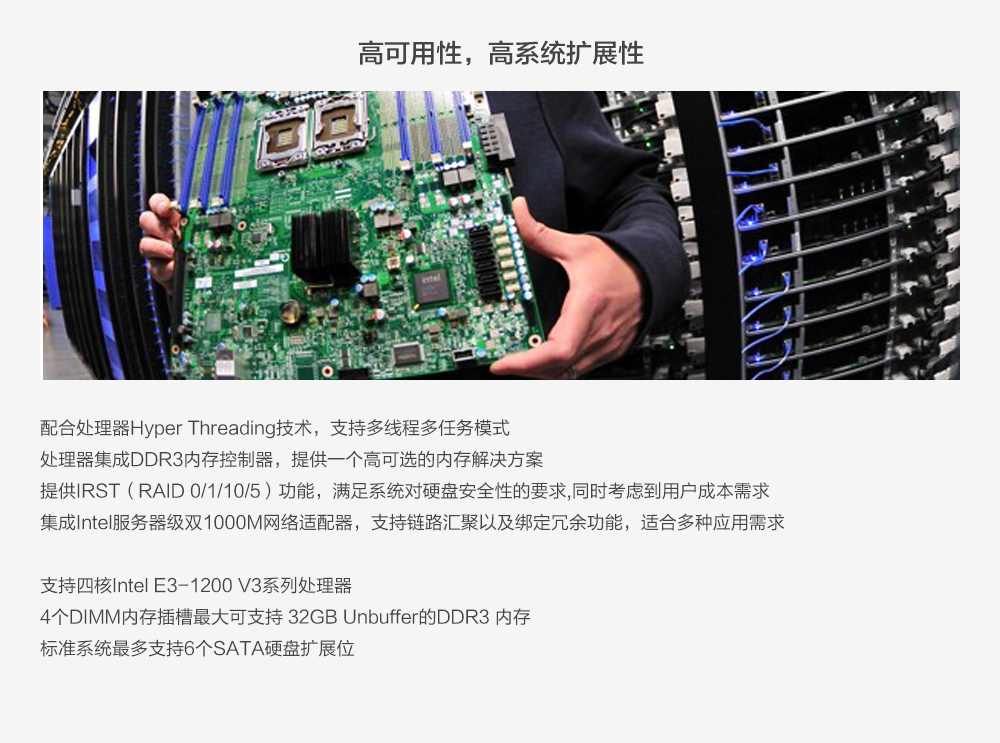 高可用性，高系统扩展性
intel
配合处理器Hyper Threading技术，支持多线程多任务模式
处理器集成DDR3内存控制器，提供一个高可选的内存解决方案
提供IRST（RAID 0/1/10/5）功能，满足系统对硬盘安全性的要求,同时考虑到用户成本需求
集成Intel服务器级双1000M网络适配器，支持链路汇聚以及绑定冗余功能，适合多种应用需求
支持四核Intel E3-1200 V3系列处理器
4个DIMM内存插槽最大可支持 32GB Unbuffer的DDR3 内存
标准系统最多支持6个SATA硬盘扩展位